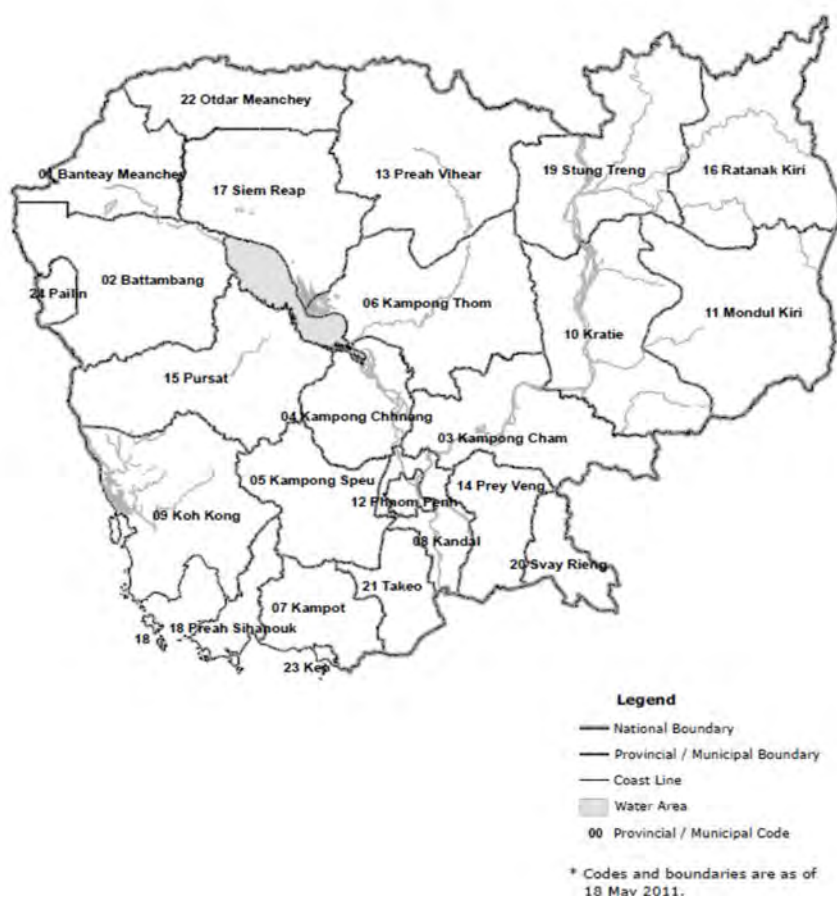 22 Otdar Meanchey
01 Banteay Meanchey
17 Siem Reap
13 Preah Vihear
19 Stung Treng
16 Ratanak Kiri
24 Pailin
02 Battambang
06 Kampong Thom
11 Mondul Kiri
10 Kratie
15 Pursat
04 Kampong Chhnang
03 Kampong Cham
05 Kampong Speu
14 Prey Veng
12 Phnom Penh
09 Koh Kong
08 Kandal
20 Svay Rieng
21 Takeo
07 Kampot
18
18 Preah Sihanouk
23 Kep
Legend
National Boundary
Provincial / Municipal Boundary
Coast Line
Water Area
00 Provincial / Municipal Code
* Codes and boundaries are as of
18 May 2011.